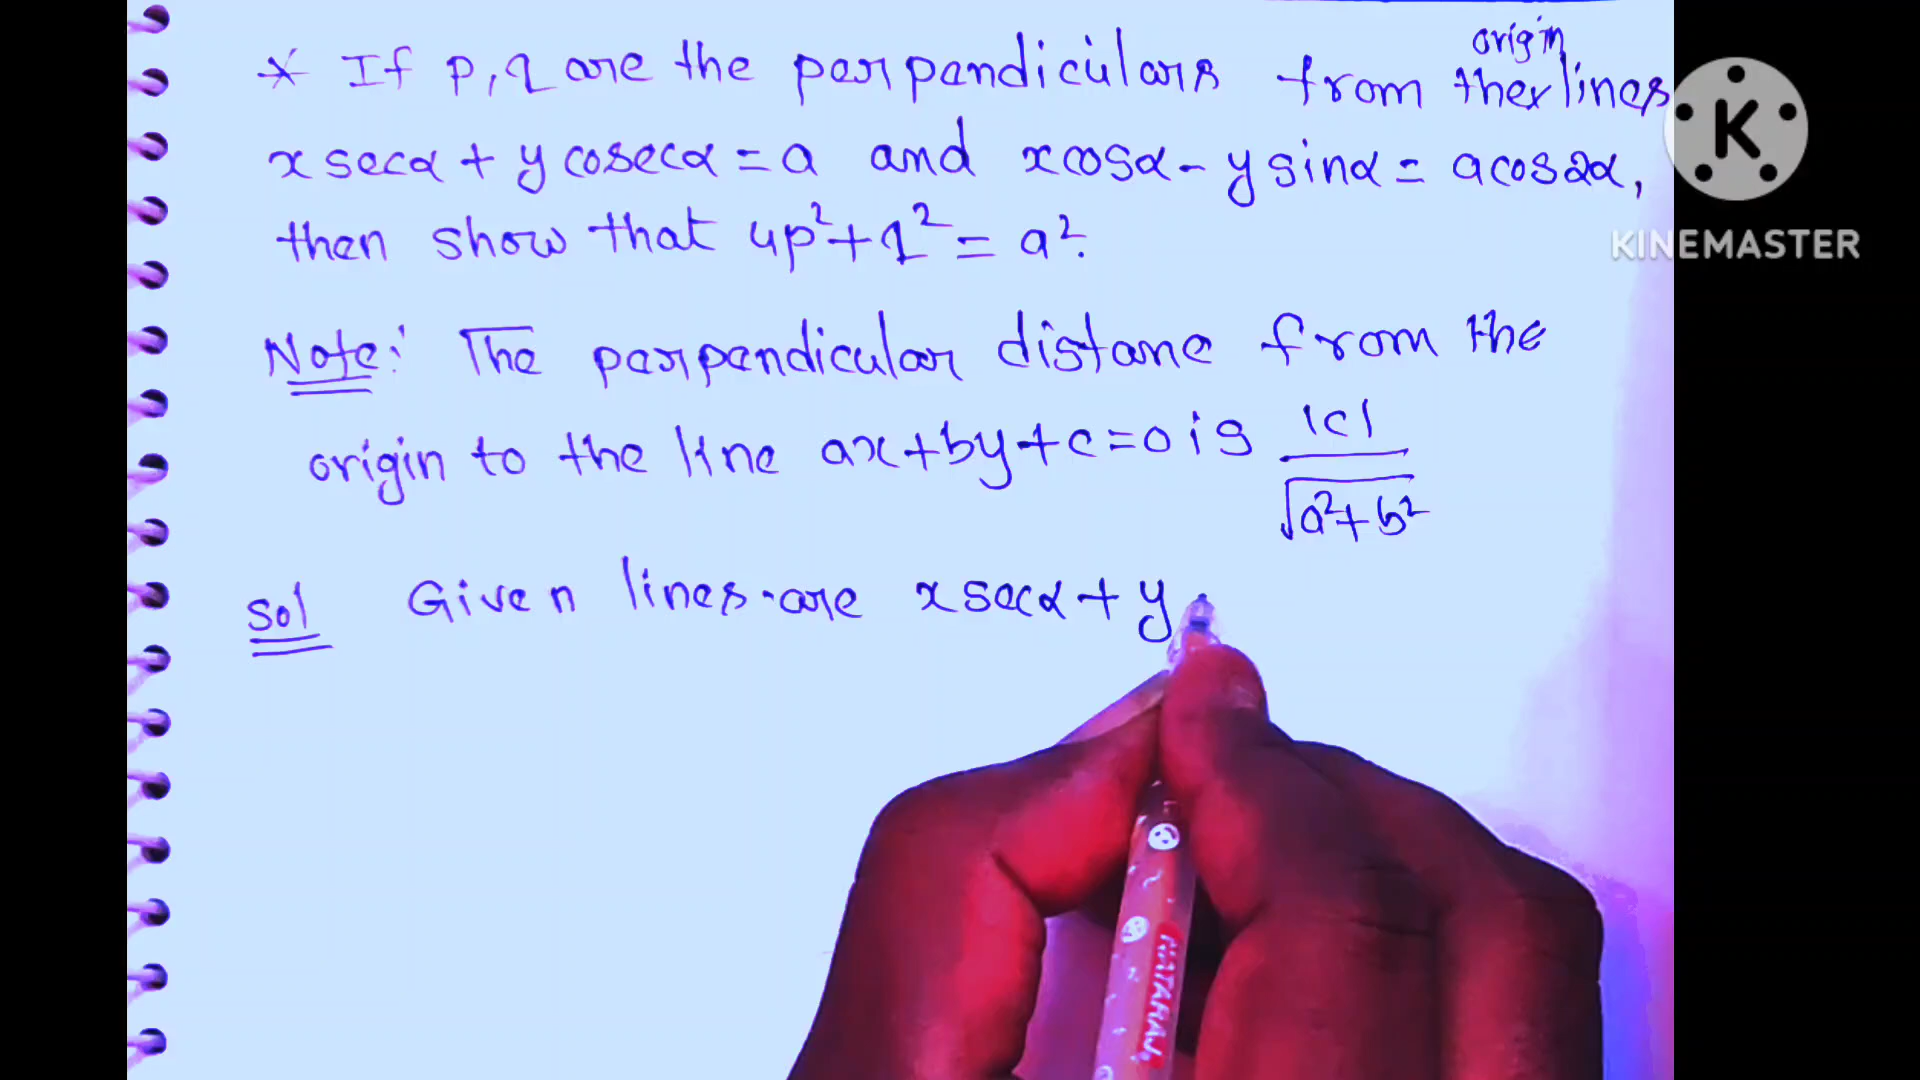 origin
* If p, q are the perpendiculars from the lines
x secα + y cosecα = a and x cosα - y sinα = a cos2α,
then show that 4p² + q² = a².
Note: The perpendicular distane from the
origin to the line ax+by+c=0 is |c| / √a²+b²
Sol Given lines are x secα + y
K
KINEMASTER
NATARAJ